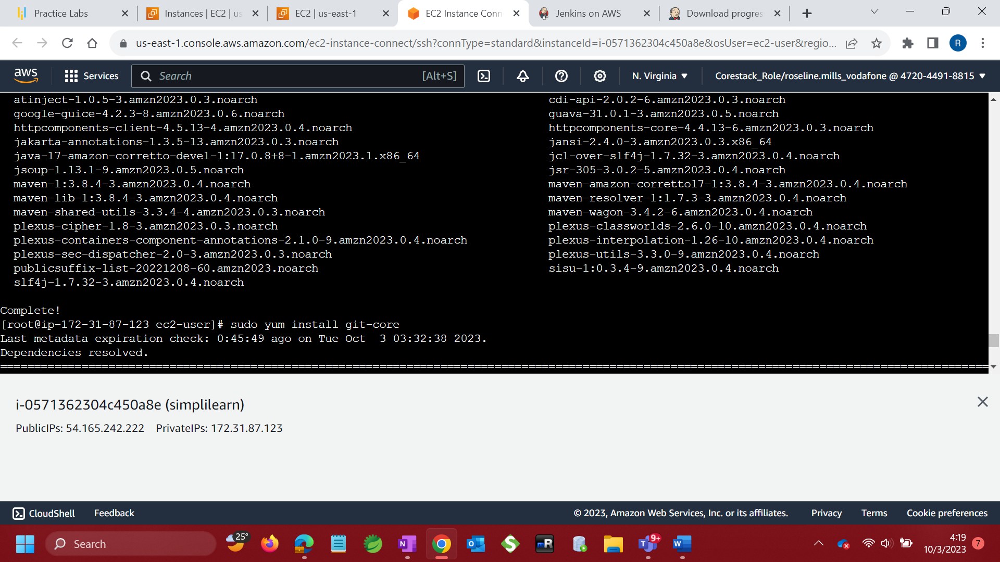 Practice Labs
Instances | EC2 | us
EC2 | us-east-1
EC2 Instance Conn
Jenkins on AWS
Download progres
us-east-1.console.aws.amazon.com/ec2-instance-connect/ssh?connType=standard&instanceId=i-0571362304c450a8e&osUser=ec2-user&regio...
R
aws
Services
Search
[Alt+S]
N. Virginia
Corestack_Role/roseline.mills_vodafone @ 4720-4491-8815
atinject-1.0.5-3.amzn2023.0.3.noarch cdi-api-2.0.2-6.amzn2023.0.3.noarch
google-guice-4.2.3-8.amzn2023.0.6.noarch guava-31.0.1-3.amzn2023.0.5.noarch
httpcomponents-client-4.5.13-4.amzn2023.0.4.noarch httpcomponents-core-4.4.13-6.amzn2023.0.3.noarch
jakarta-annotations-1.3.5-13.amzn2023.0.3.noarch jansi-2.4.0-3.amzn2023.0.3.x86_64
java-17-amazon-corretto-devel-1:17.0.8+8-1.amzn2023.1.x86_64 jcl-over-slf4j-1.7.32-3.amzn2023.0.4.noarch
jsoup-1.13.1-9.amzn2023.0.5.noarch jsr-305-3.0.2-5.amzn2023.0.4.noarch
maven-1:3.8.4-3.amzn2023.0.4.noarch maven-amazon-corretto17-1:3.8.4-3.amzn2023.0.4.noarch
maven-lib-1:3.8.4-3.amzn2023.0.4.noarch maven-resolver-1:1.7.3-3.amzn2023.0.4.noarch
maven-shared-utils-3.3.4-4.amzn2023.0.3.noarch maven-wagon-3.4.2-6.amzn2023.0.4.noarch
plexus-cipher-1.8-3.amzn2023.0.3.noarch plexus-classworlds-2.6.0-10.amzn2023.0.4.noarch
plexus-containers-component-annotations-2.1.0-9.amzn2023.0.4.noarch plexus-interpolation-1.26-10.amzn2023.0.4.noarch
plexus-sec-dispatcher-2.0-3.amzn2023.0.3.noarch plexus-utils-3.3.0-9.amzn2023.0.4.noarch
publicsuffix-list-20221208-60.amzn2023.noarch sisu-1:0.3.4-9.amzn2023.0.4.noarch
slf4j-1.7.32-3.amzn2023.0.4.noarch
Complete!
[root@ip-172-31-87-123 ec2-user]# sudo yum install git-core
Last metadata expiration check: 0:45:49 ago on Tue Oct  3 03:32:38 2023.
Dependencies resolved.
================================================================================
i-0571362304c450a8e (simplilearn)
PublicIPs: 54.165.242.222 PrivateIPs: 172.31.87.123
CloudShell Feedback
© 2023, Amazon Web Services, Inc. or its affiliates. Privacy Terms Cookie preferences
Search
25°
9+
4:19
10/3/2023
7